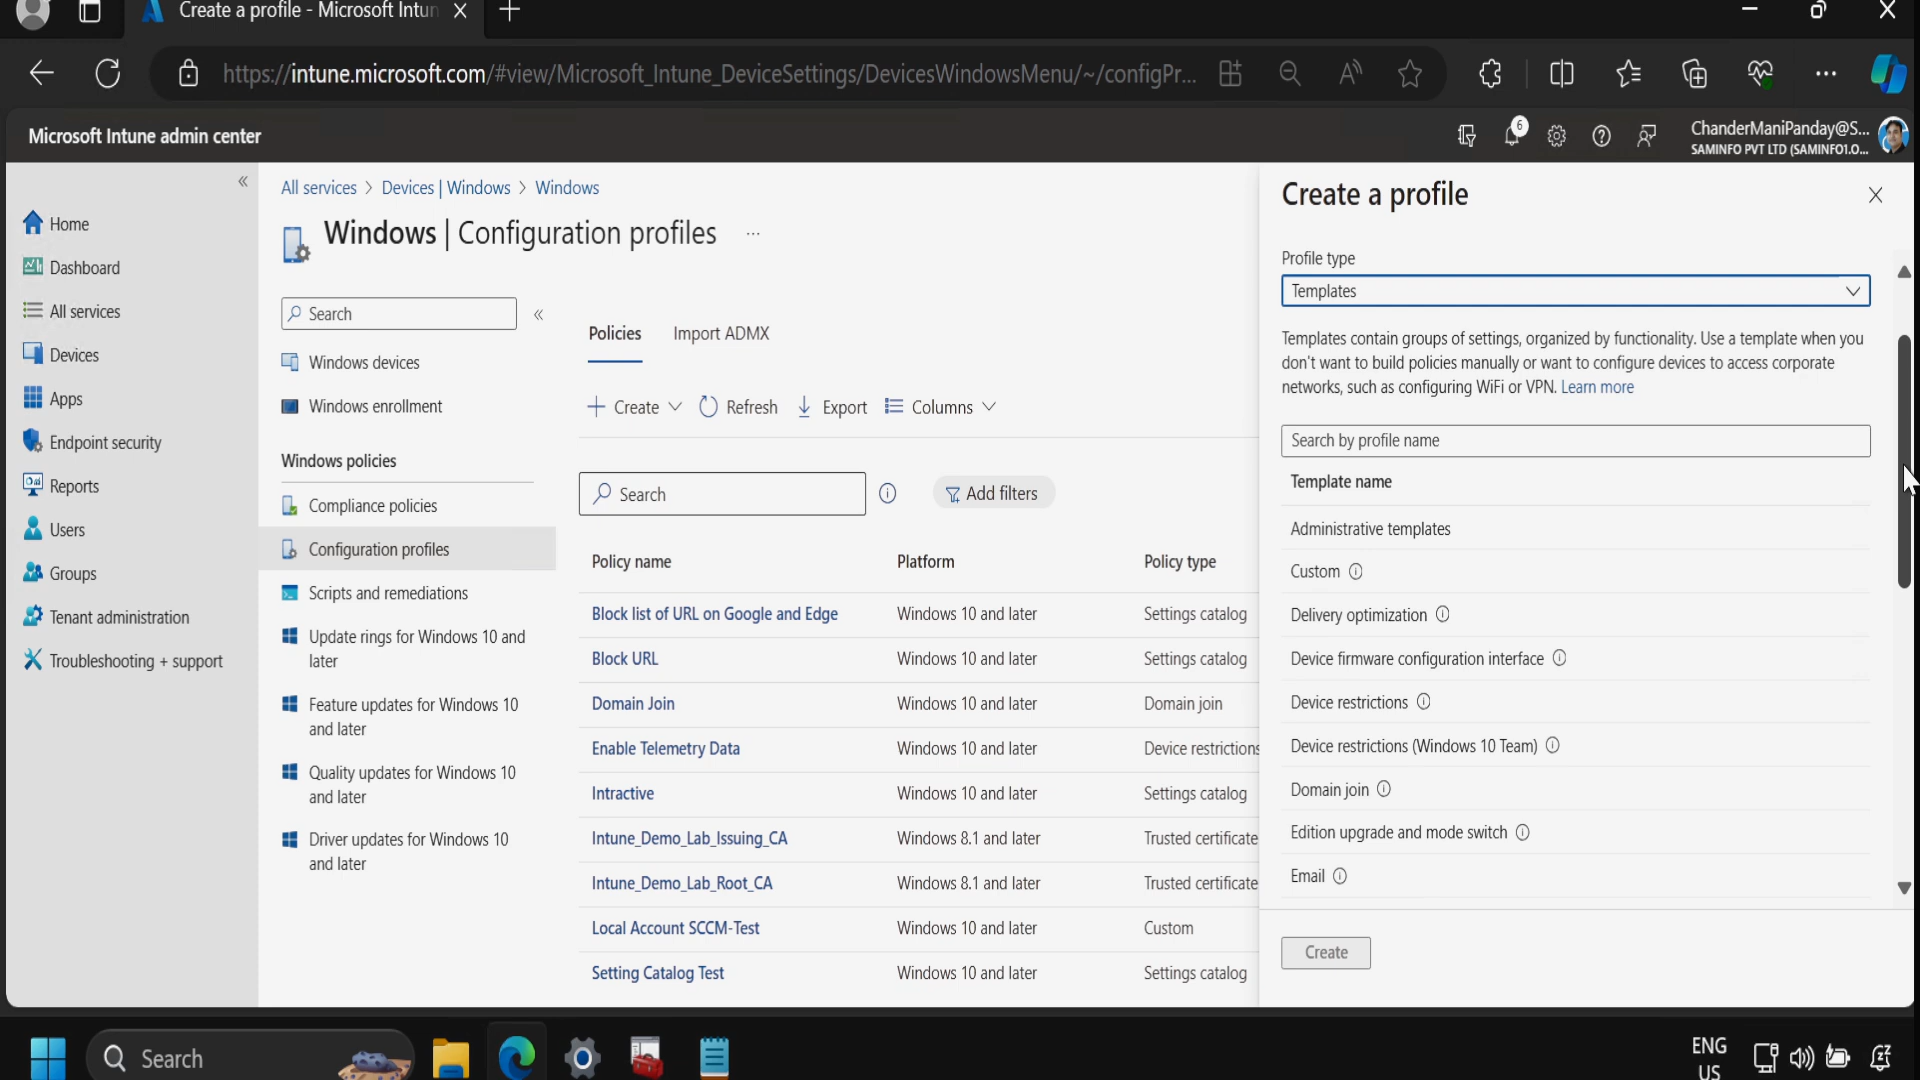 Create a profile - Microsoft Intun
https://intune.microsoft.com/#view/Microsoft_Intune_DeviceSettings/DevicesWindowsMenu/~/configPr...
Microsoft Intune admin center
6
ChanderManiPanday@S...
SAMINFO PVT LTD (SAMINFO1.O...
Home
Dashboard
All services
Devices
Apps
Endpoint security
Reports
Users
Groups
Tenant administration
Troubleshooting + support
All services > Devices | Windows > Windows
Windows | Configuration profiles ...
Search
Windows devices
Windows enrollment
Windows policies
Compliance policies
Configuration profiles
Scripts and remediations
Update rings for Windows 10 and
later
Feature updates for Windows 10
and later
Quality updates for Windows 10
and later
Driver updates for Windows 10
and later
Policies Import ADMX
Create Refresh Export Columns
Search Add filters
Policy name Platform Policy type
Block list of URL on Google and Edge Windows 10 and later Settings catalog
Block URL Windows 10 and later Settings catalog
Domain Join Windows 10 and later Domain join
Enable Telemetry Data Windows 10 and later Device restrictions
Intractive Windows 10 and later Settings catalog
Intune_Demo_Lab_Issuing_CA Windows 8.1 and later Trusted certificate
Intune_Demo_Lab_Root_CA Windows 8.1 and later Trusted certificate
Local Account SCCM-Test Windows 10 and later Custom
Setting Catalog Test Windows 10 and later Settings catalog
Create a profile
Profile type
Templates
Templates contain groups of settings, organized by functionality. Use a template when you
don't want to build policies manually or want to configure devices to access corporate
networks, such as configuring WiFi or VPN. Learn more
Search by profile name
Template name
Administrative templates
Custom
Delivery optimization
Device firmware configuration interface
Device restrictions
Device restrictions (Windows 10 Team)
Domain join
Edition upgrade and mode switch
Email
Create
Search
ENG
US